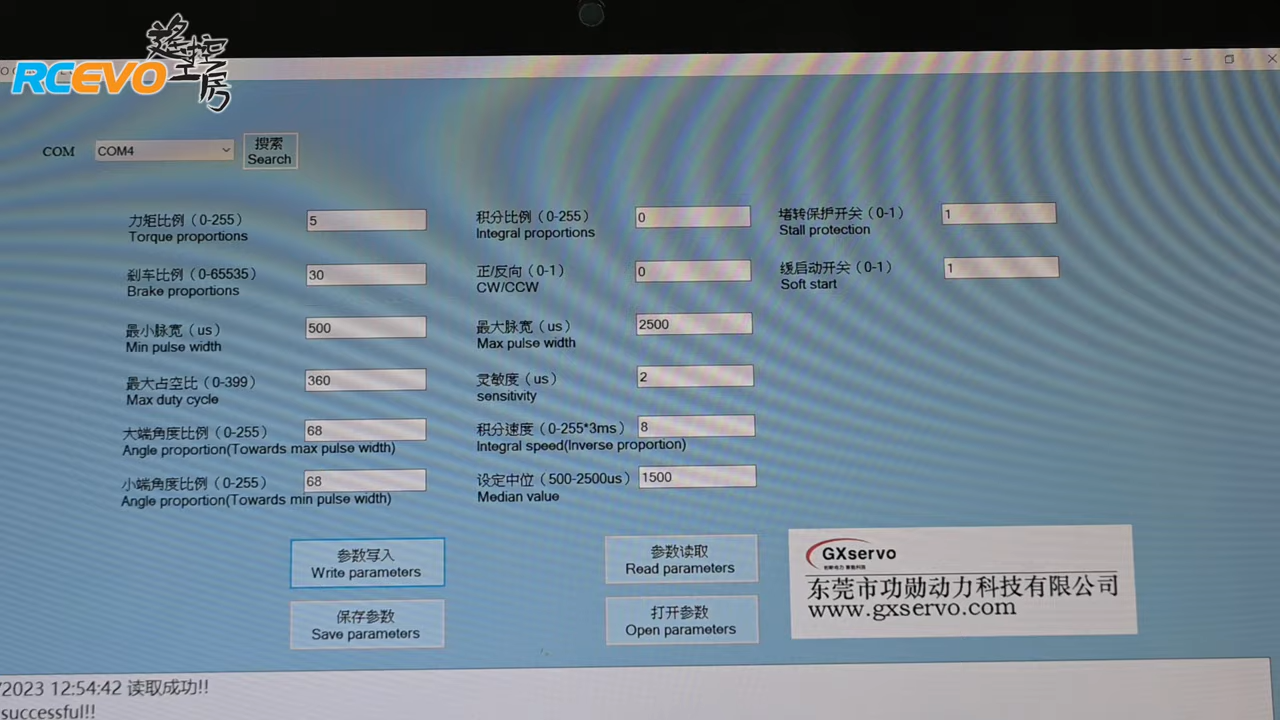 遙控工房
RCEVO
COM
COM4
搜索
Search
力矩比例（0-255）
Torque proportions
5
积分比例（0-255）
Integral proportions
0
堵转保护开关（0-1）
Stall protection
1
刹车比例（0-65535）
Brake proportions
30
正/反向（0-1）
CW/CCW
0
缓启动开关（0-1）
Soft start
1
最小脉宽（us）
Min pulse width
500
最大脉宽（us）
Max pulse width
2500
最大占空比（0-399）
Max duty cycle
360
灵敏度（us）
sensitivity
2
大端角度比例（0-255）
Angle proportion(Towards max pulse width)
68
积分速度（0-255*3ms）
Integral speed(Inverse proportion)
8
小端角度比例（0-255）
Angle proportion(Towards min pulse width)
68
设定中位（500-2500us）
Median value
1500
参数写入
Write parameters
参数读取
Read parameters
保存参数
Save parameters
打开参数
Open parameters
GXservo
东莞市功勋动力科技有限公司
www.gxservo.com
/2023 12:54:42 读取成功!!
successful!!